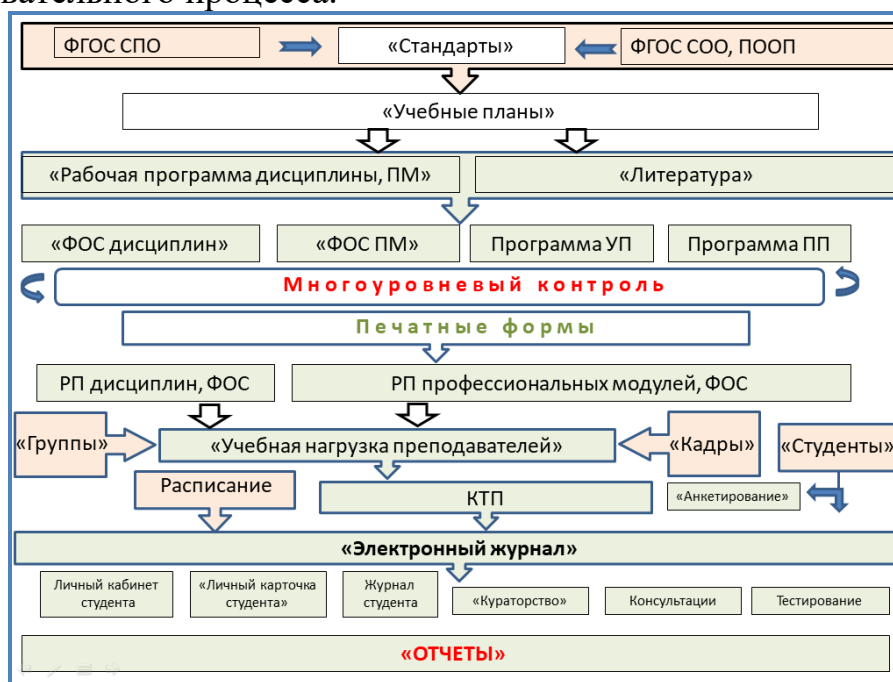 вательного процесса.
ФГОС СПО
«Стандарты»
ФГОС СОО, ПООП
«Учебные планы»
«Рабочая программа дисциплины, ПМ»
«Литература»
«ФОС дисциплин»
«ФОС ПМ»
Программа УП
Программа ПП
Многоуровневый контроль
Печатные формы
РП дисциплин, ФОС
РП профессиональных модулей, ФОС
«Группы»
«Учебная нагрузка преподавателей»
«Кадры»
«Студенты»
Расписание
КТП
«Анкетирование»
«Электронный журнал»
Личный кабинет
студента
«Личный карточка
студента»
Журнал
студента
«Кураторство»
Консультации
Тестирование
«ОТЧЕТЫ»